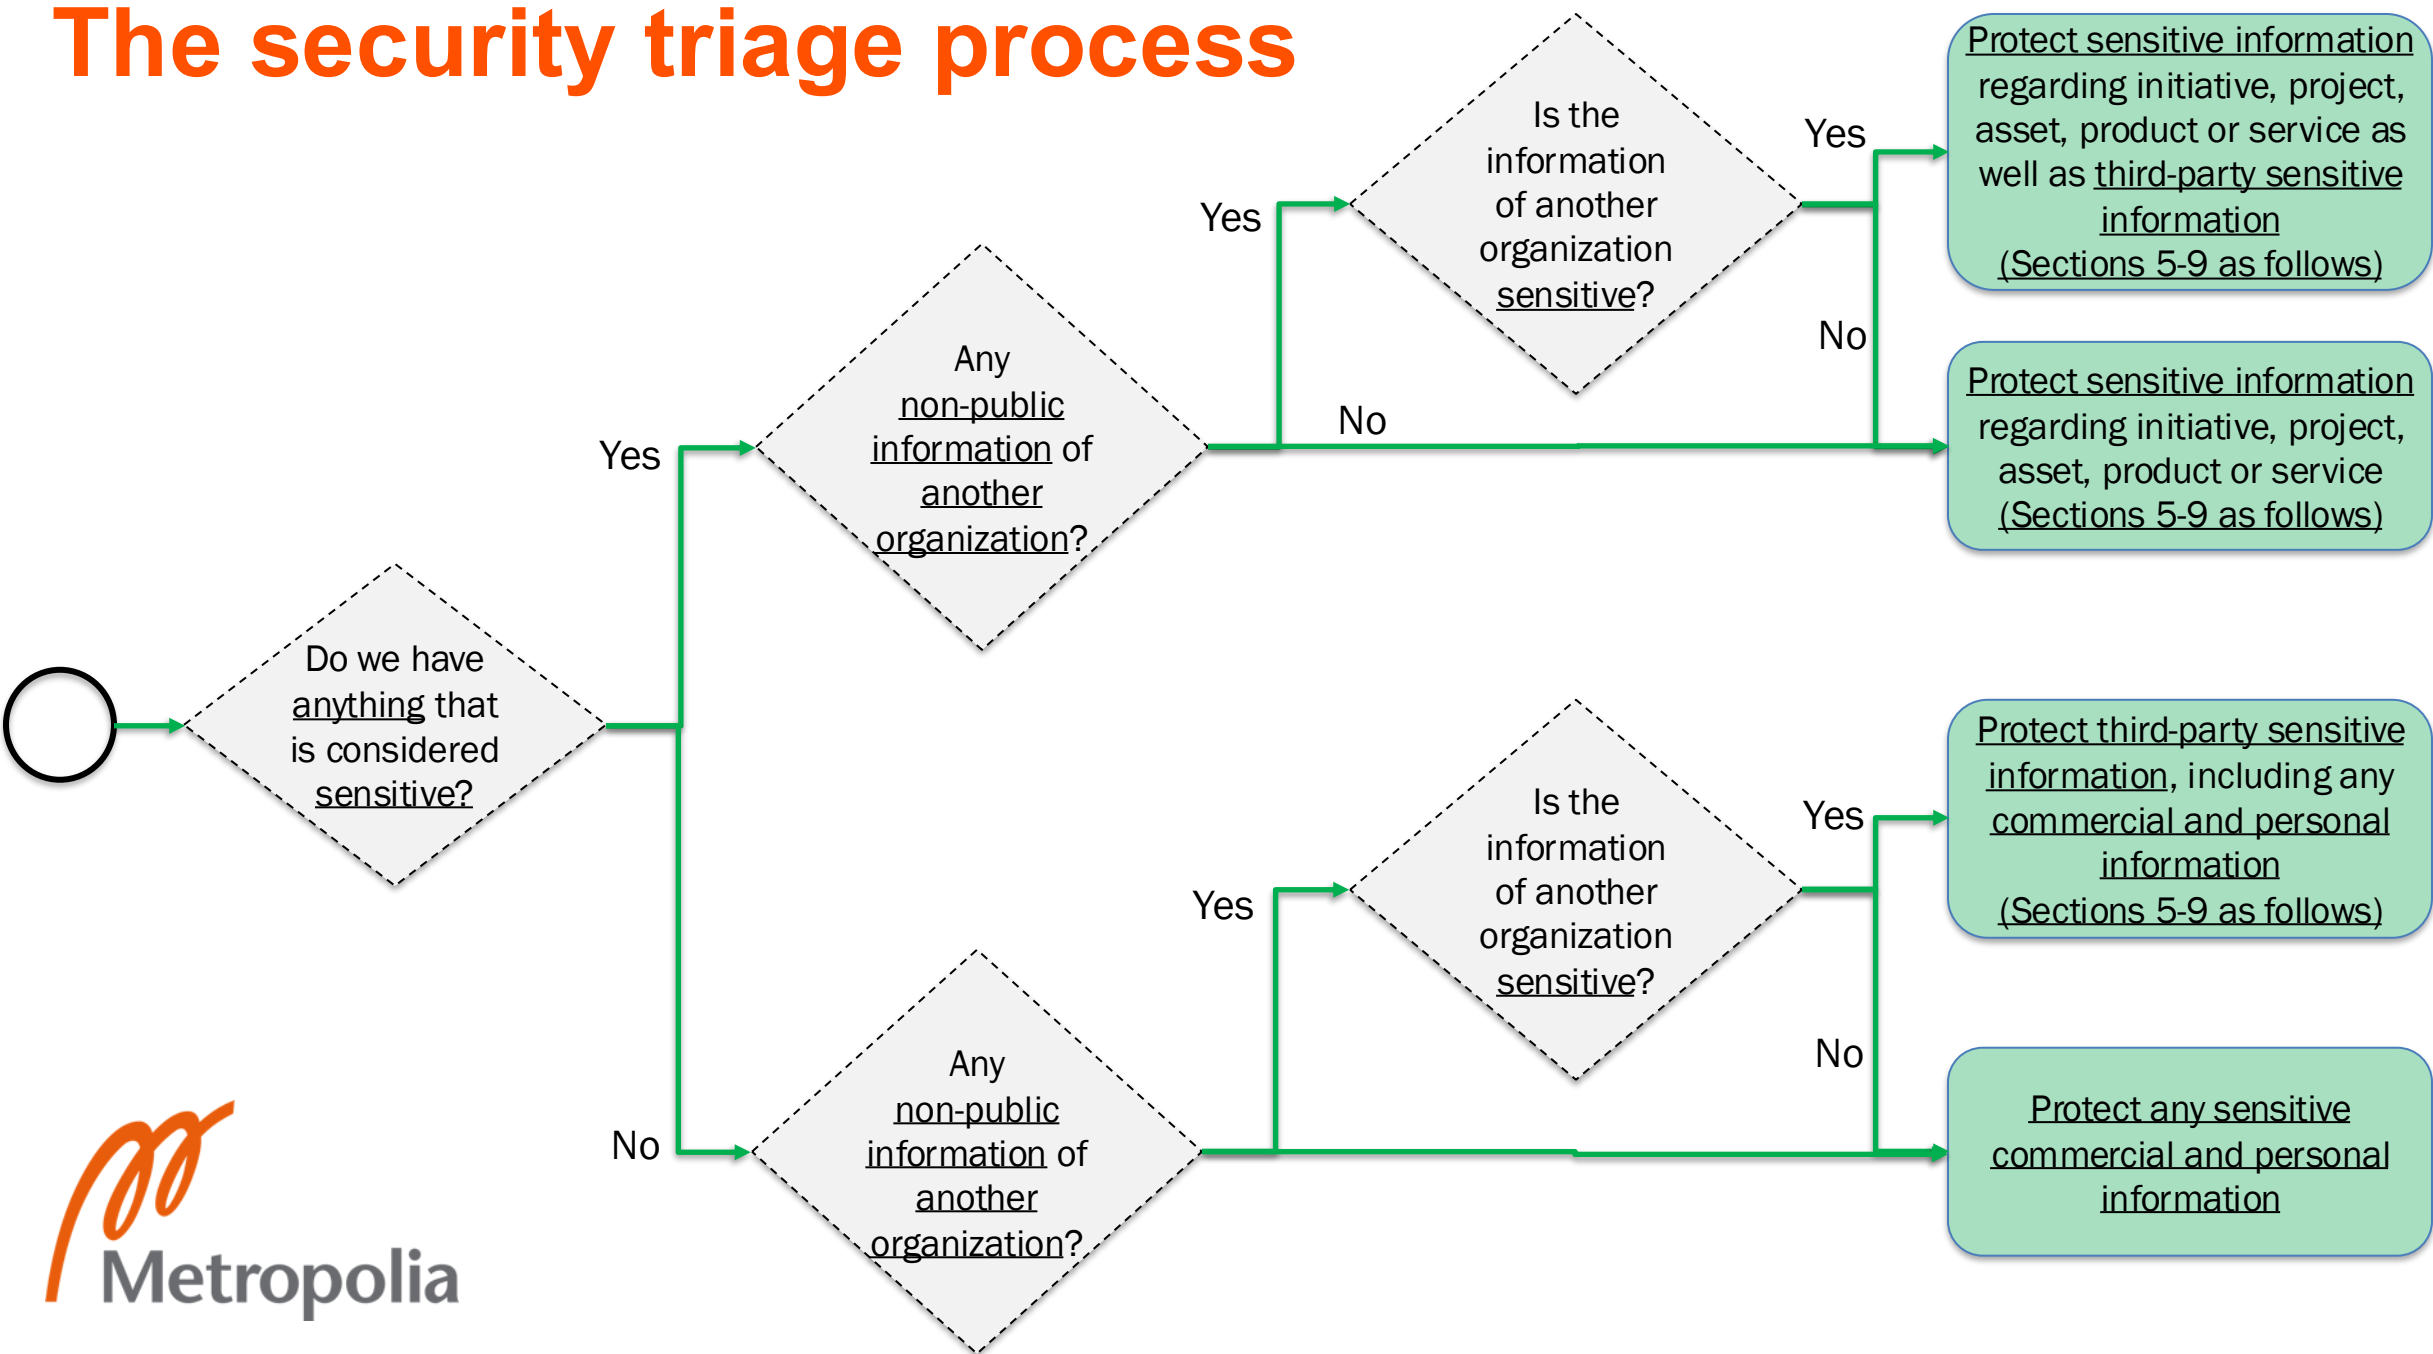 The security triage process
Do we have
anything that
is considered
sensitive?
Yes
No
Any
non-public
information of
another
organization?
Yes
No
Is the
information
of another
organization
sensitive?
Yes
No
Protect sensitive information
regarding initiative, project,
asset, product or service as
well as third-party sensitive
information
(Sections 5-9 as follows)
Protect sensitive information
regarding initiative, project,
asset, product or service
(Sections 5-9 as follows)
Any
non-public
information of
another
organization?
Yes
Is the
information
of another
organization
sensitive?
Yes
No
Protect third-party sensitive
information, including any
commercial and personal
information
(Sections 5-9 as follows)
Protect any sensitive
commercial and personal
information
Metropolia